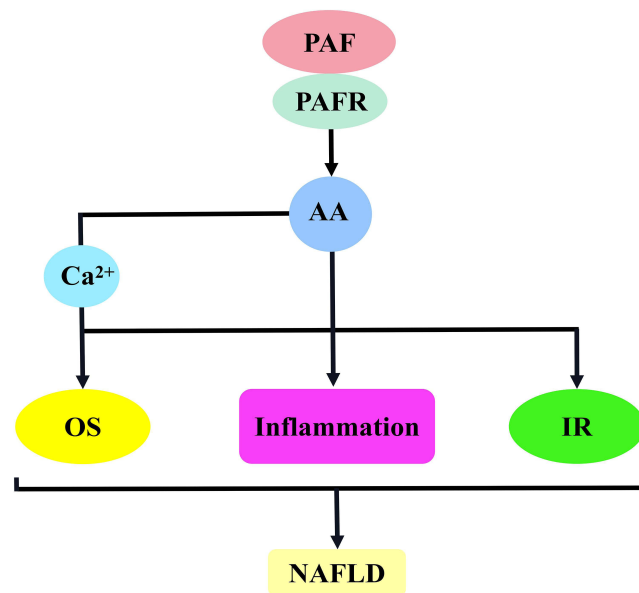 PAF
PAFR
AA
Ca²⁺
OS
Inflammation
IR
NAFLD